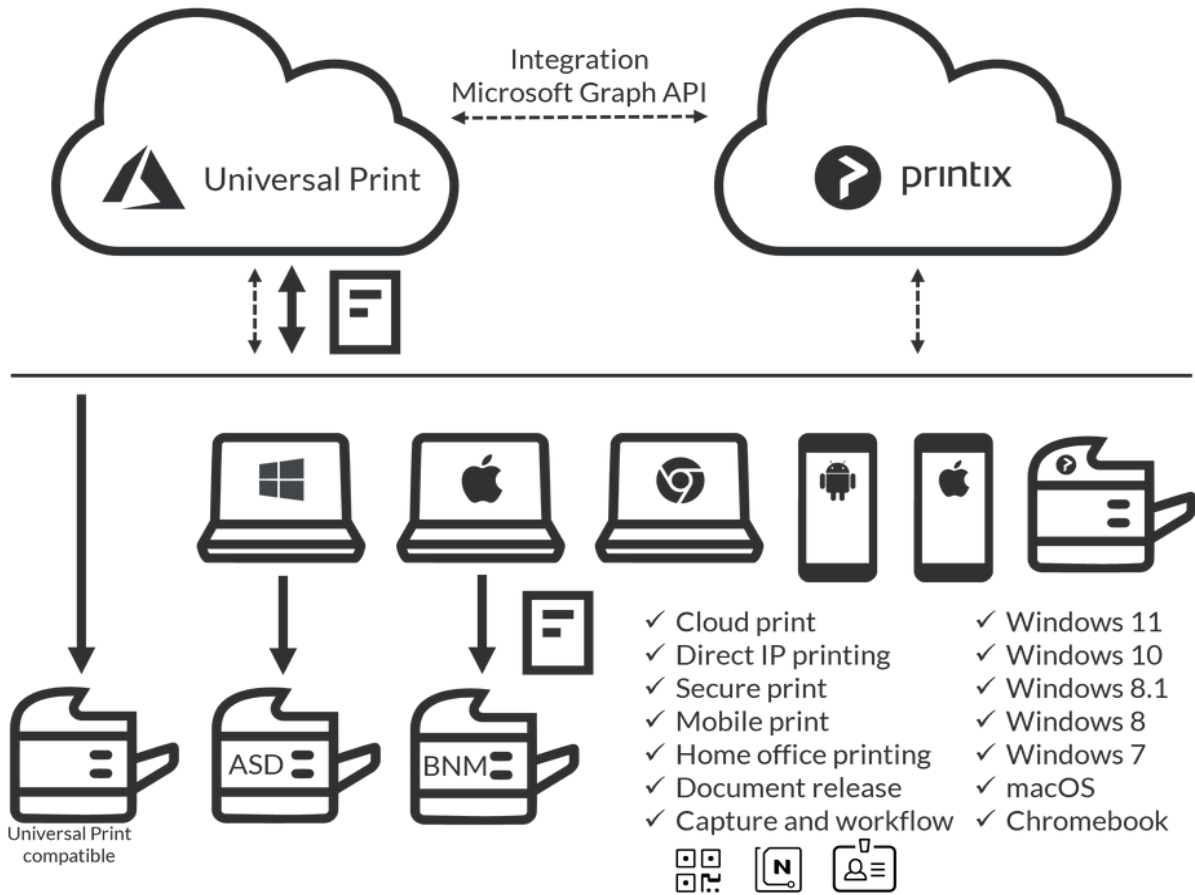 Integration
Microsoft Graph API
Universal Print
printix
ASD
BNM
Universal Print
compatible
✓ Cloud print
✓ Direct IP printing
✓ Secure print
✓ Mobile print
✓ Home office printing
✓ Document release
✓ Capture and workflow
✓ Windows 11
✓ Windows 10
✓ Windows 8.1
✓ Windows 8
✓ Windows 7
✓ macOS
✓ Chromebook
N